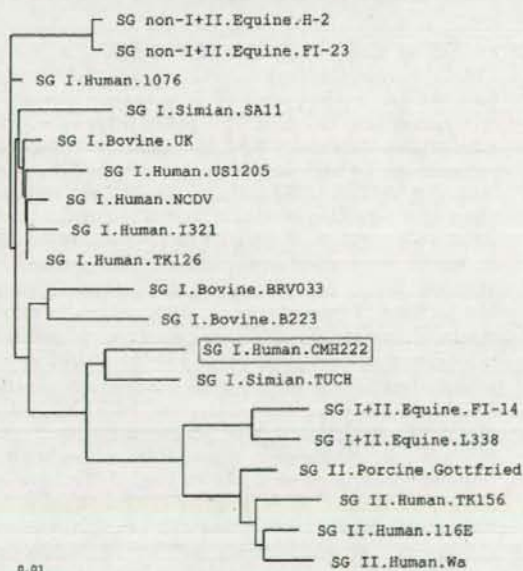 SG non-I+II.Equine.H-2
SG non-I+II.Equine.FI-23
SG I.Human.1076
SG I.Simian.SA11
SG I.Bovine.UK
SG I.Human.US1205
SG I.Human.NCDV
SG I.Human.I321
SG I.Human.TK126
SG I.Bovine.BRV033
SG I.Bovine.B223
SG I.Human.CMH222
SG I.Simian.TUCH
SG I+II.Equine.FI-14
SG I+II.Equine.L338
SG II.Porcine.Gottfried
SG II.Human.TK156
SG II.Human.116E
SG II.Human.Wa
0.01